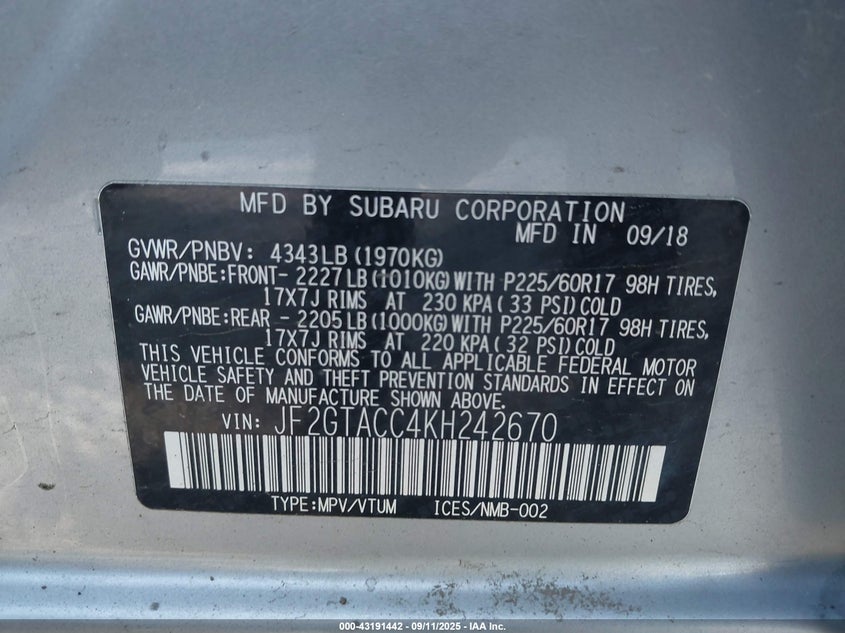 MFD BY SUBARU CORPORATION
MFD IN 09/18
GVWR/PNBV: 4343LB (1970KG)
GAWR/PNBE:FRONT- 2227LB(1010KG)WITH P225/60R17 98H TIRES,
17X7J RIMS AT 230 KPA(33 PSI)COLD
GAWR/PNBE:REAR - 2205LB(1000KG)WITH P225/60R17 98H TIRES,
17X7J RIMS AT 220 KPA(32 PSI)COLD
THIS VEHICLE CONFORMS TO ALL APPLICABLE FEDERAL MOTOR
VEHICLE SAFETY AND THEFT PREVENTION STANDARDS IN EFFECT ON
THE DATE OF MANUFACTURE SHOWN ABOVE.
VIN: JF2GTACC4KH242670
TYPE:MPV/VTUM ICES/NMB-002
000-43191442 - 09/11/2025 - IAA Inc.